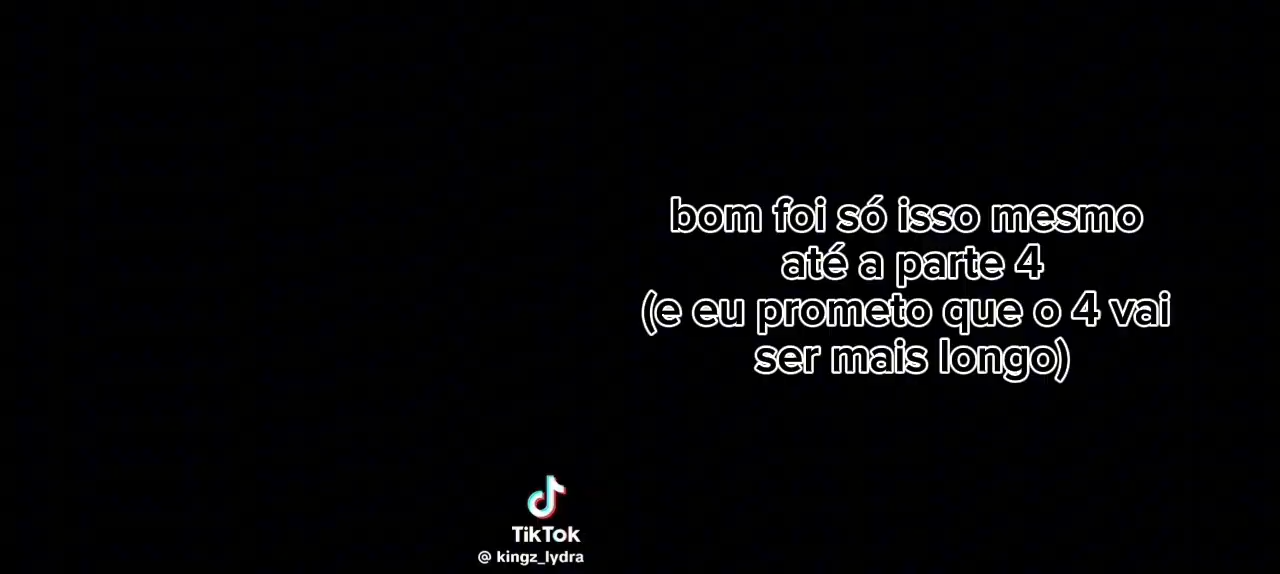 bom foi só isso mesmo
até a parte 4
(e eu prometo que o 4 vai
ser mais longo)
TikTok
@ kingz_lydra